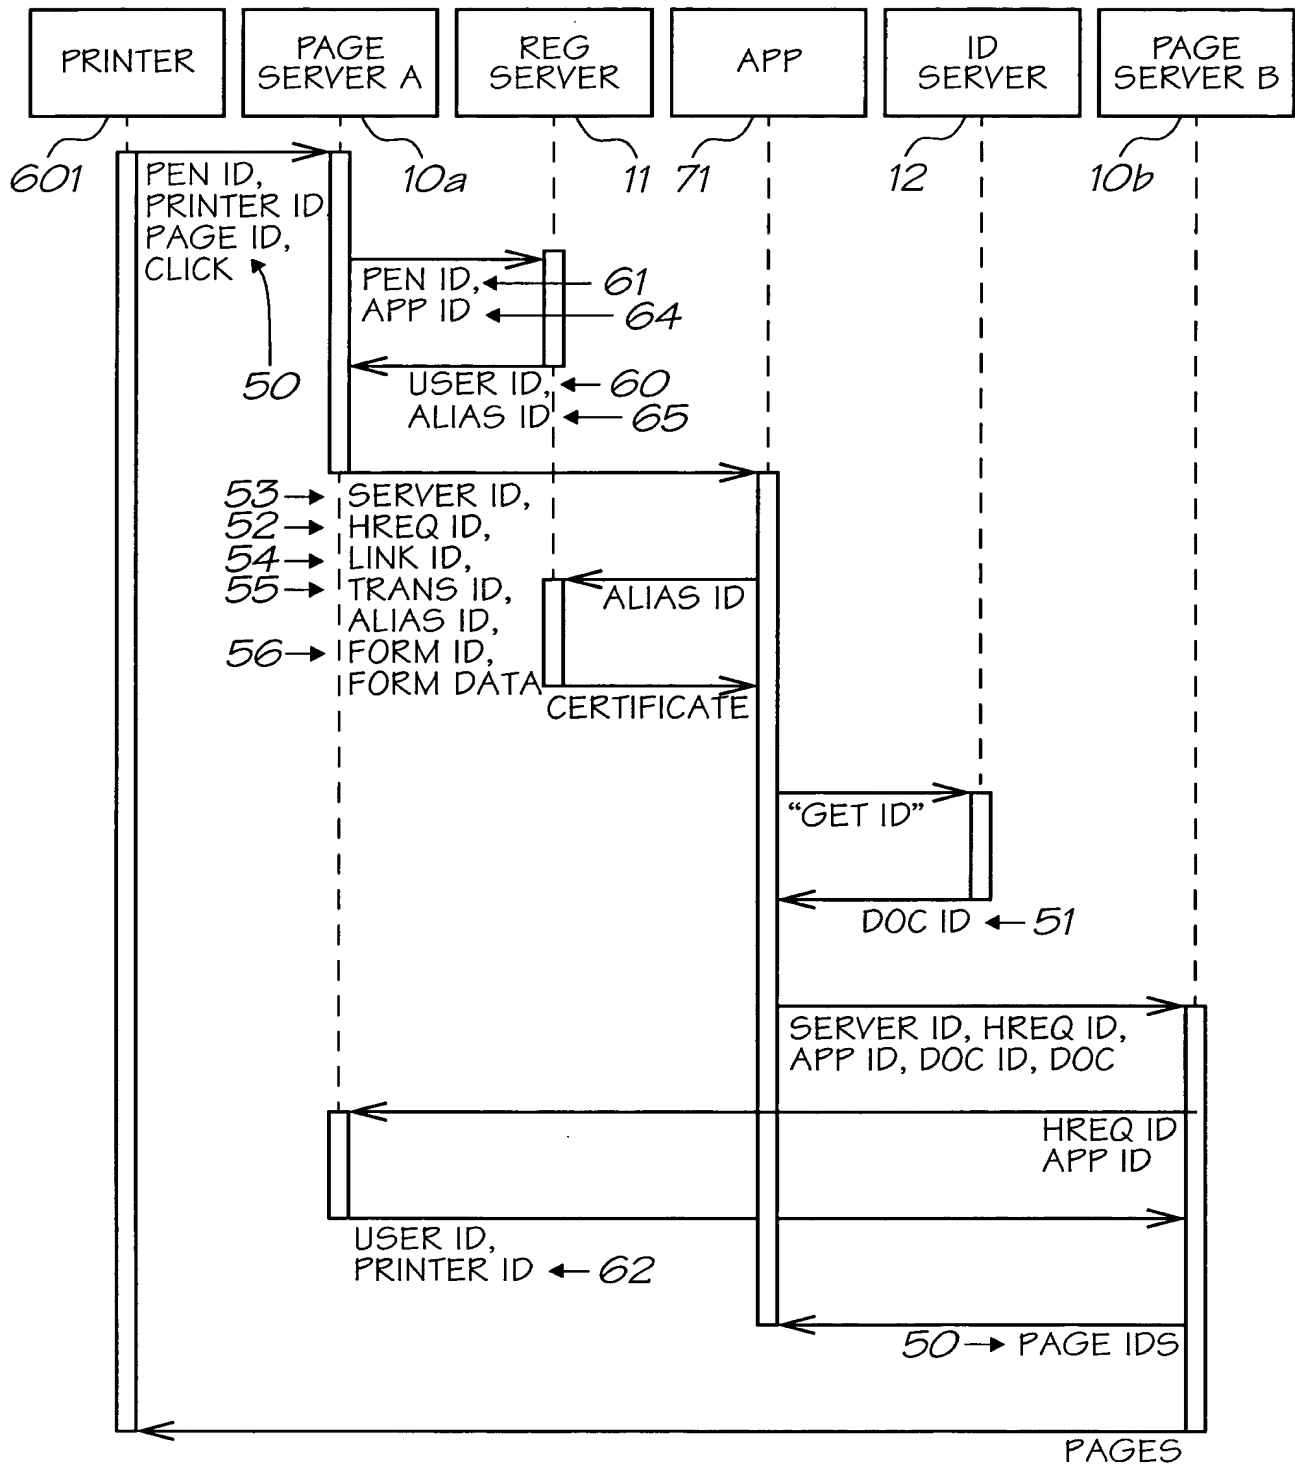 PRINTER
PAGE
SERVER A
REG
SERVER
APP
ID
SERVER
PAGE
SERVER B
601
10a
11
71
12
10b
PEN ID,
PRINTER ID
PAGE ID,
CLICK
50
PEN ID,
61
APP ID
64
USER ID,
60
ALIAS ID
65
53
SERVER ID,
52
HREQ ID,
54
LINK ID,
55
TRANS ID,
ALIAS ID,
56
FORM ID,
FORM DATA
ALIAS ID
CERTIFICATE
“GET ID”
DOC ID
51
SERVER ID, HREQ ID,
APP ID, DOC ID, DOC
HREQ ID
APP ID
USER ID,
PRINTER ID
62
50
PAGE IDS
PAGES